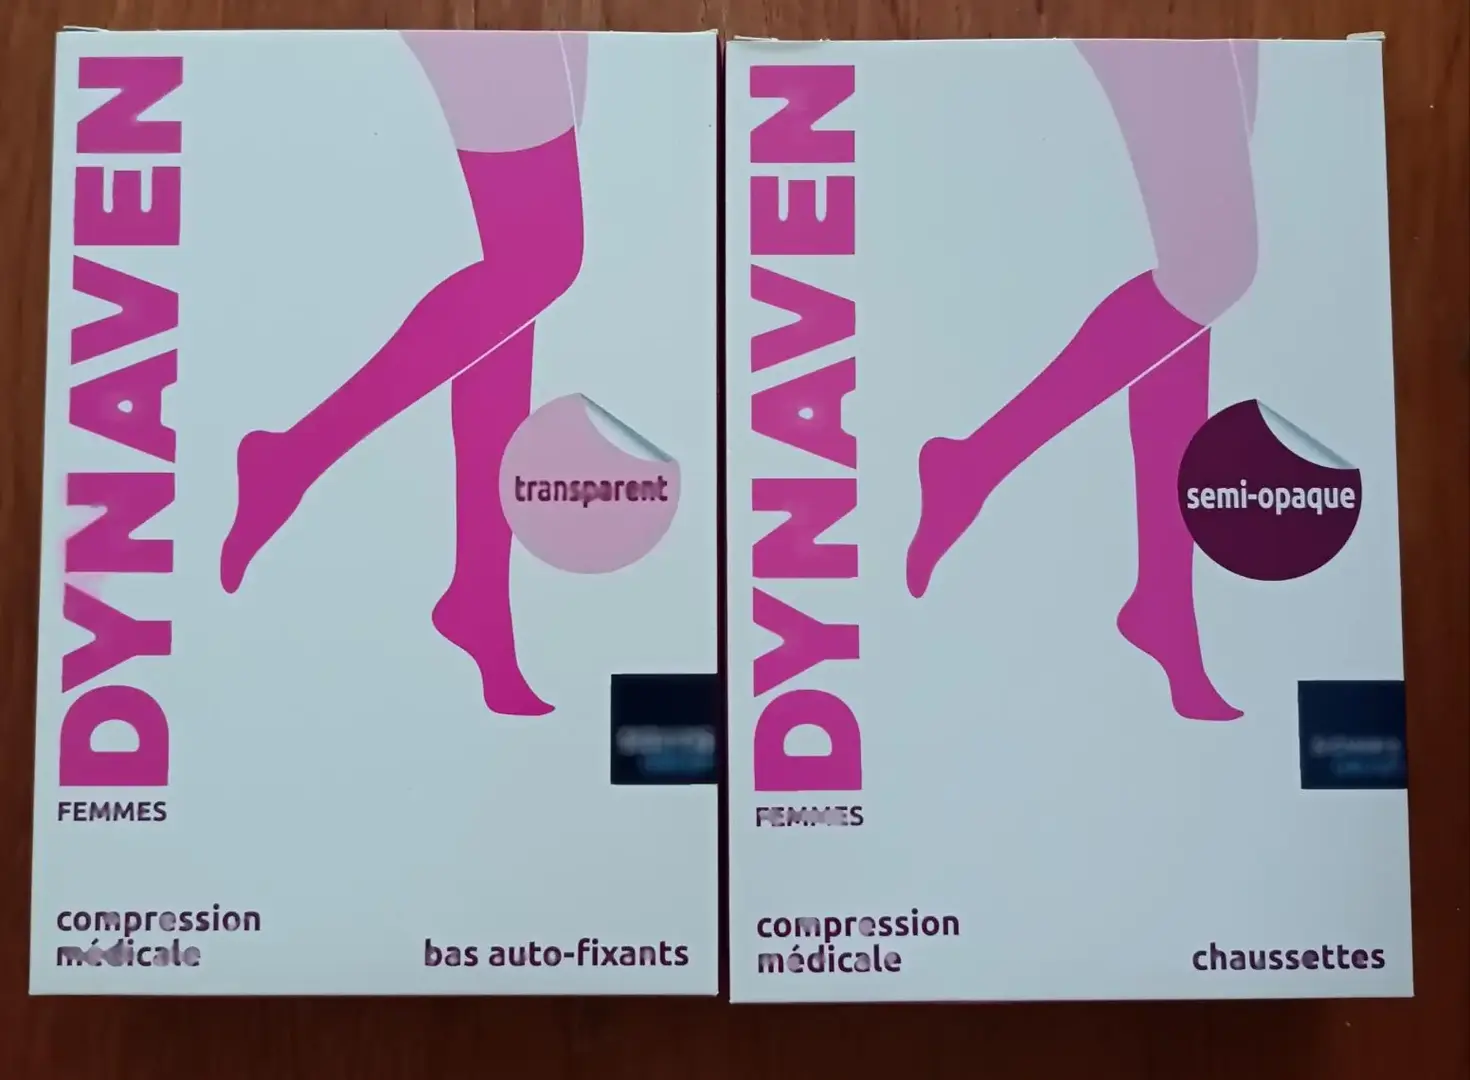 DYNAVEN
FEMMES
transparent
compression
médicale
bas auto-fixants
DYNAVEN
FEMMES
semi-opaque
compression
médicale
chaussettes